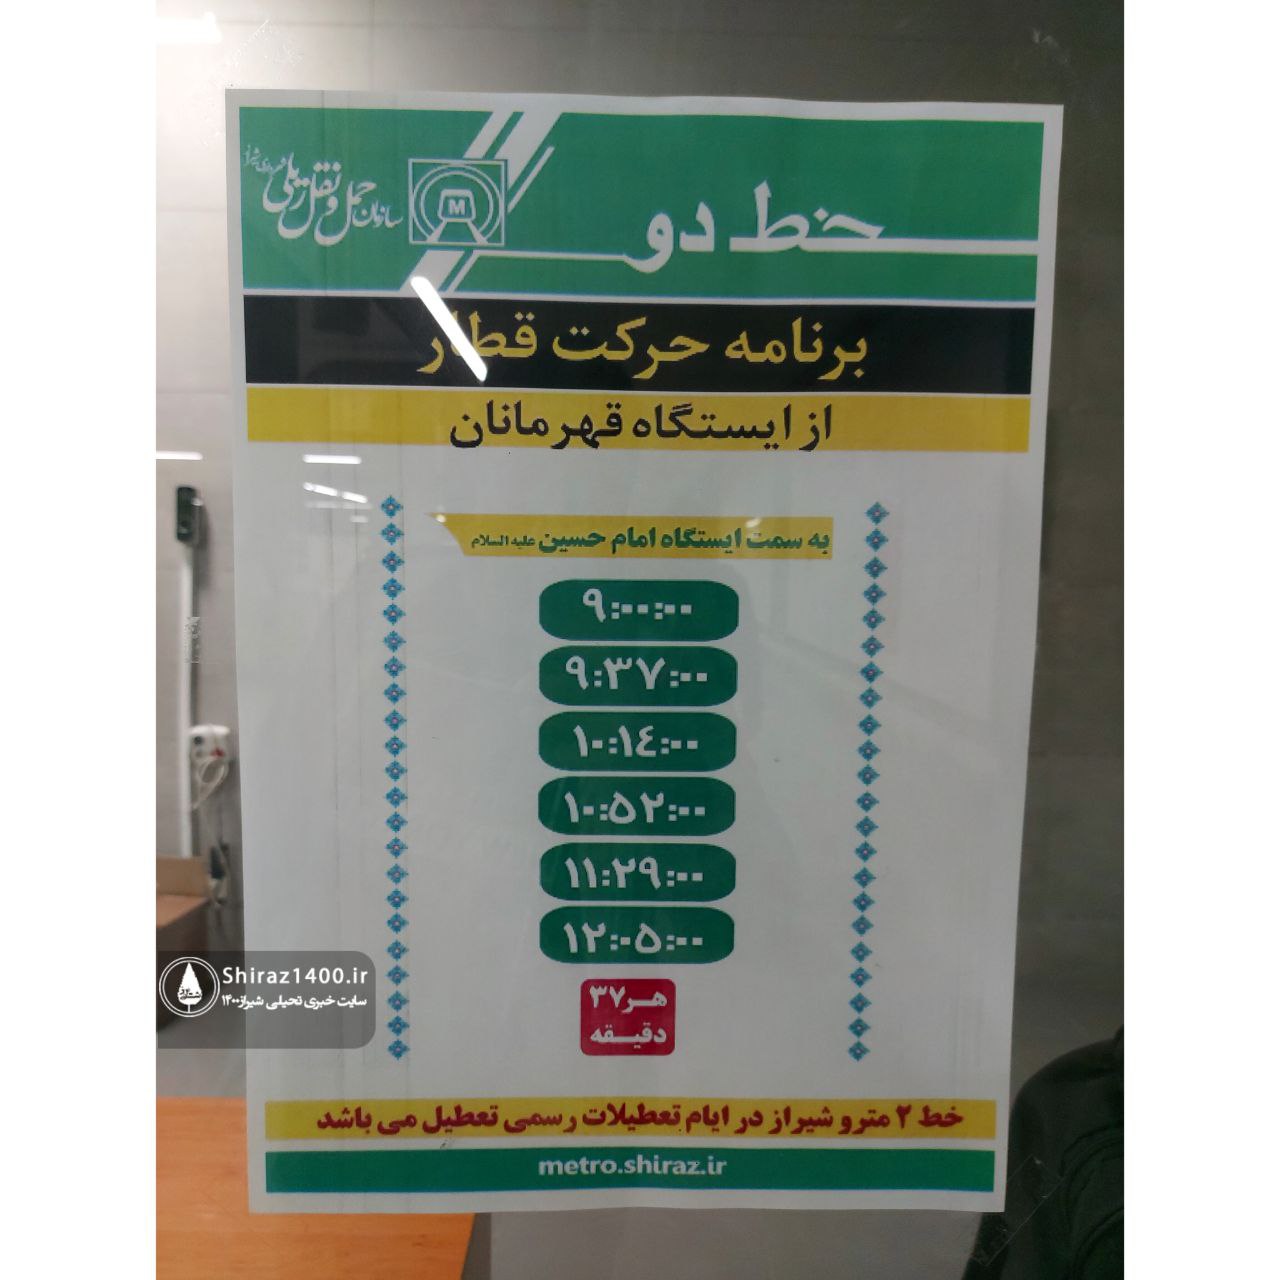 خط دو
سازمان حمل و نقل ریلی
M
برنامه حرکت قطار
از ایستگاه قهرمانان
به سمت ایستگاه امام حسین علیه السلام
۹:۰۰:۰۰
۹:۳۷:۰۰
۱۰:۱٤:۰۰
۱۰:۵۲:۰۰
۱۱:۲۹:۰۰
۱۲:۰۵:۰۰
هر ۳۷
دقیقه
خط ۲ مترو شیراز در ایام تعطیلات رسمی تعطیل می باشد
metro.shiraz.ir
Shiraz1400.ir
سایت خبری تحیلی شیراز۱۴۰۰